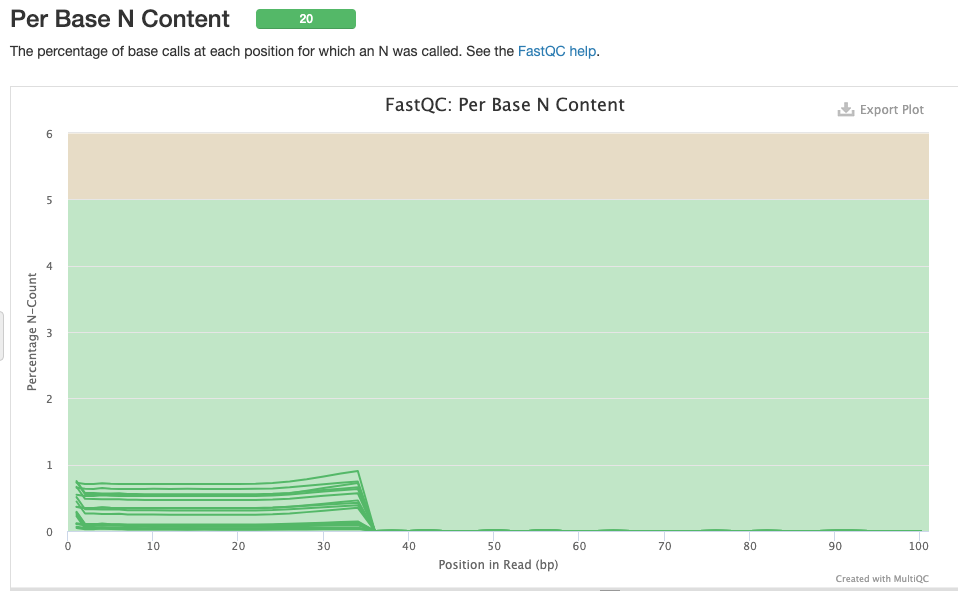 Per Base N Content 20
The percentage of base calls at each position for which an N was called. See the FastQC help.
FastQC: Per Base N Content
Export Plot
6
5
4
3
2
1
0
Percentage N-Count
0 10 20 30 40 50 60 70 80 90 100
Position in Read (bp)
Created with MultiQC